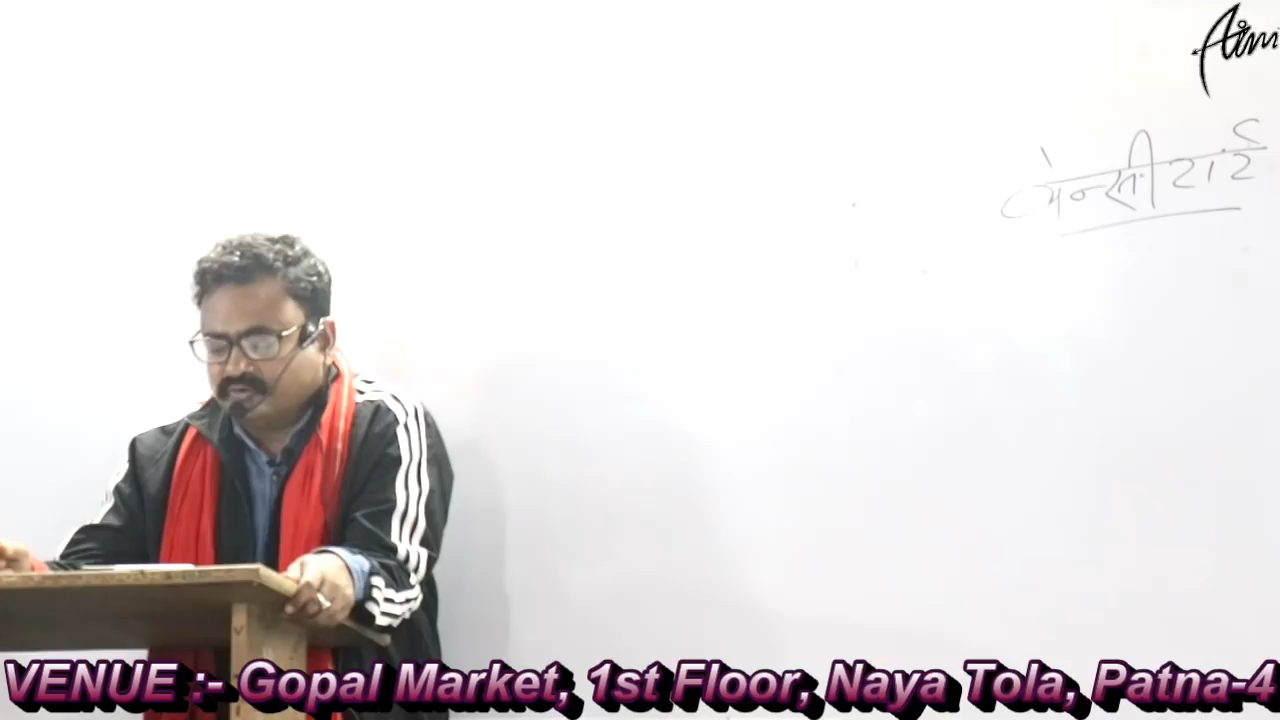 Aim
VENUE :- Gopal Market, 1st Floor, Naya Tola, Patna-4